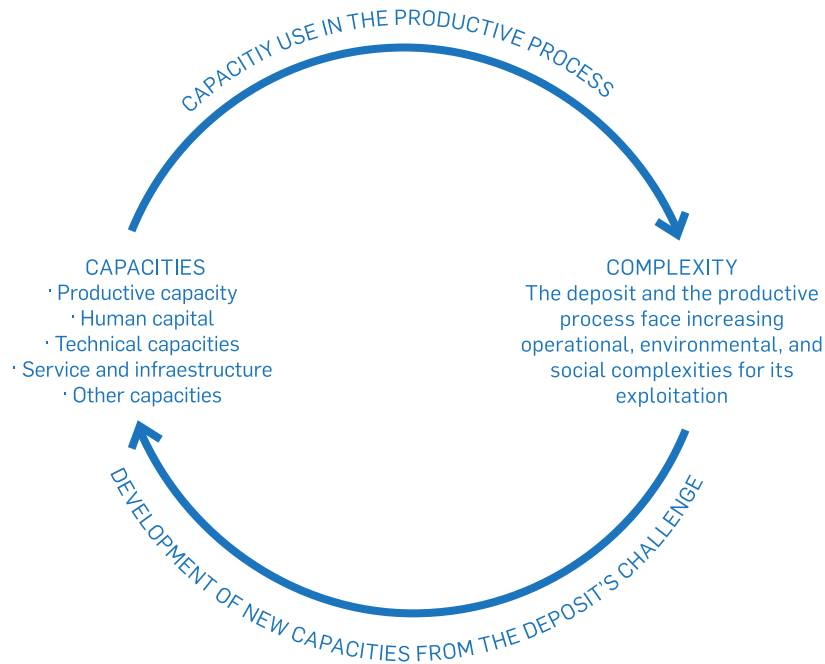 CAPACITIY USE IN THE PRODUCTIVE PROCESS
CAPACITIES
· Productive capacity
· Human capital
· Technical capacities
· Service and infraestructure
· Other capacities
COMPLEXITY
The deposit and the productive
process face increasing
operational, environmental, and
social complexities for its
exploitation
DEVELOPMENT OF NEW CAPACITIES FROM THE DEPOSIT'S CHALLENGE